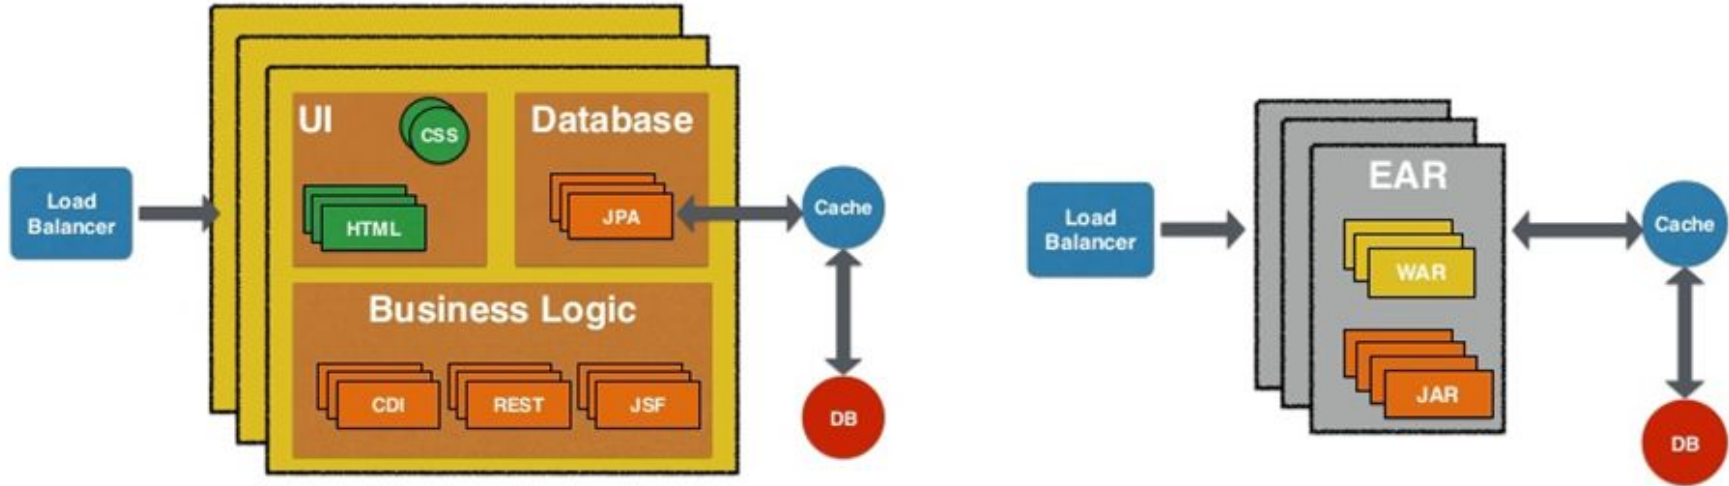 UI
CSS
HTML
Database
JPA
Load
Balancer
Cache
Business Logic
CDI
REST
JSF
DB
EAR
Load
Balancer
WAR
JAR
Cache
DB